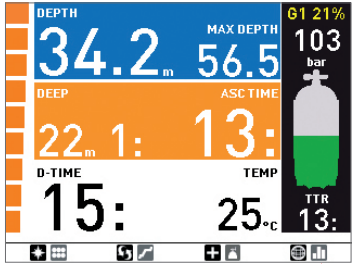 DEPTH MAX DEPTH G1 21%
34.2m 56.5 103
bar
DEEP ASC TIME
22m 1: 13:
D-TIME TEMP TTR
15: 25°C 13: